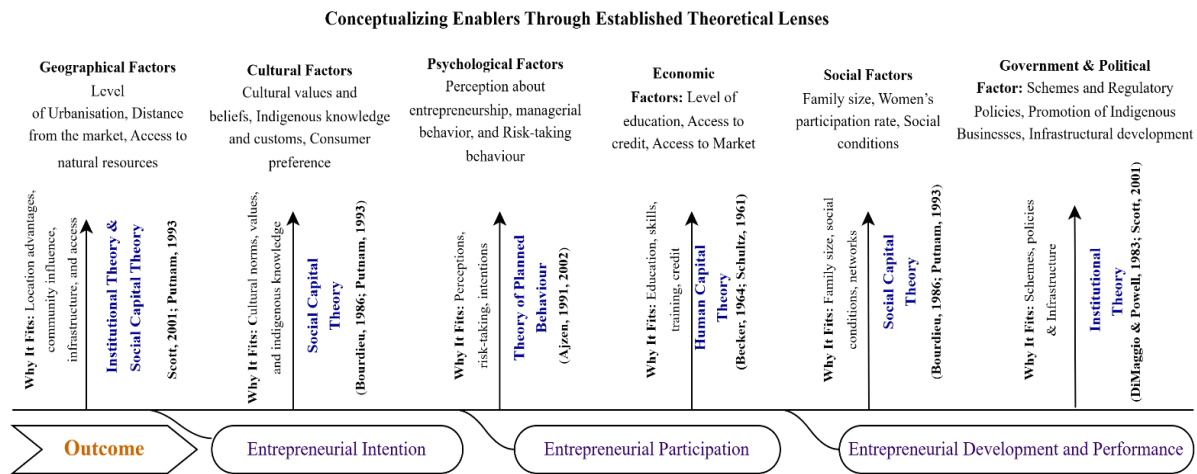 Conceptualizing Enablers Through Established Theoretical Lenses
Geographical Factors
Level
of Urbanisation, Distance
from the market, Access to
natural resources
Why It Fits: Location advantages,
community influence,
infrastructure, and access
Institutional Theory &
Social Capital Theory
Scott, 2001; Putnam, 1993
Cultural Factors
Cultural values and
beliefs, Indigenous knowledge
and customs, Consumer
preference
Why It Fits: Cultural norms, values,
and indigenous knowledge
Social Capital
Theory
(Bourdieu, 1986; Putnam, 1993)
Psychological Factors
Perception about
entrepreneurship, managerial
behavior, and Risk-taking
behaviour
Why It Fits: Perceptions,
risk-taking, intentions
Theory of Planned
Behaviour
(Ajzen, 1991, 2002)
Economic
Factors: Level of
education, Access to
credit, Access to Market
Why It Fits: Education, skills,
training, credit
Human Capital
Theory
(Becker, 1964; Schultz, 1961)
Social Factors
Family size, Women's
participation rate, Social
conditions
Why It Fits: Family size, social
conditions, networks
Social Capital
Theory
(Bourdieu, 1986; Putnam, 1993)
Government & Political
Factor: Schemes and Regulatory
Policies, Promotion of Indigenous
Businesses, Infrastructural development
Why It Fits: Schemes, policies
& Infrastructure
Institutional
Theory
(DiMaggio & Powell, 1983; Scott, 2001)
Outcome
Entrepreneurial Intention
Entrepreneurial Participation
Entrepreneurial Development and Performance